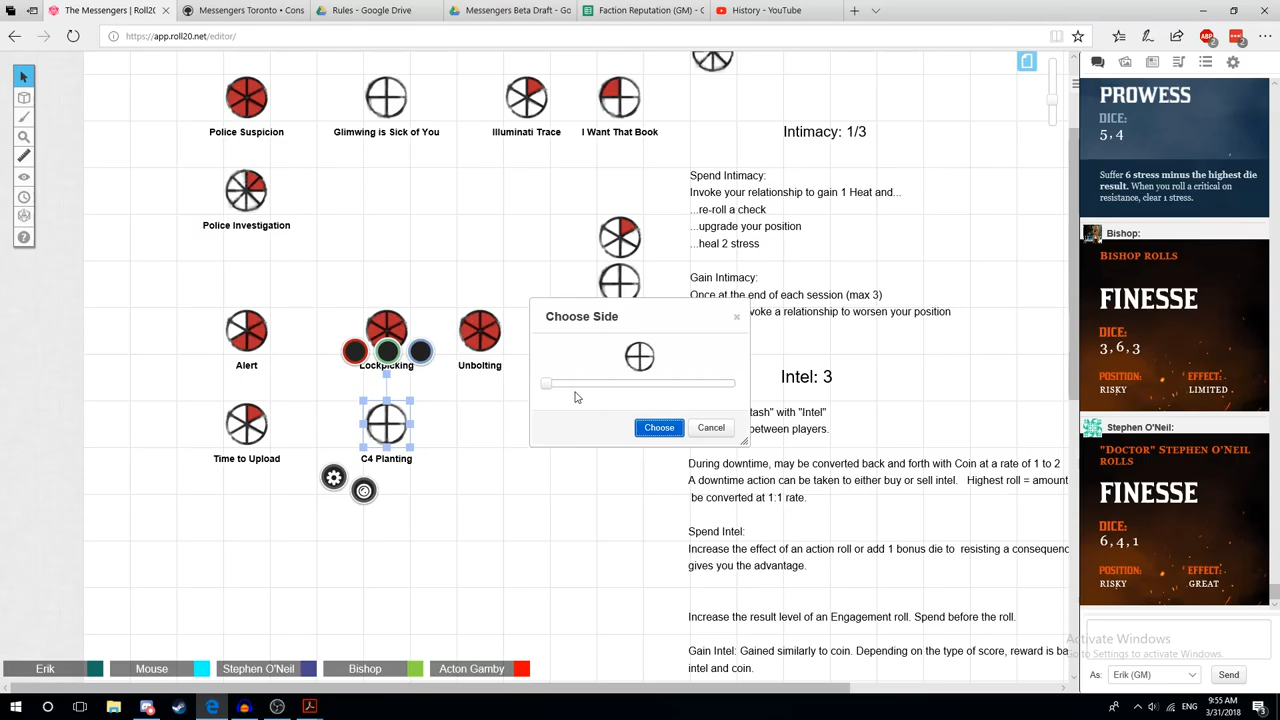 The Messengers | Roll20
Messengers Toronto • Cons
Rules - Google Drive
Messengers Beta Draft - Go
Faction Reputation (GM) - G
History - YouTube
https://app.roll20.net/editor/
2
2
Police Suspicion
Glimwing is Sick of You
Illuminati Trace
I Want That Book
Police Investigation
Alert
Lockpicking
Unbolting
Time to Upload
C4 Planting
Intimacy: 1/3
Spend Intimacy:
Invoke your relationship to gain 1 Heat and...
...re-roll a check
...upgrade your position
...heal 2 stress
Gain Intimacy:
Once at the end of each session (max 3)
voke a relationship to worsen your position
Choose Side
Choose
Cancel
Intel: 3
tash" with "Intel"
between players.
During downtime, may be converted back and forth with Coin at a rate of 1 to 2
A downtime action can be taken to either buy or sell intel. Highest roll = amount
be converted at 1:1 rate.
Spend Intel:
Increase the effect of an action roll or add 1 bonus die to resisting a consequenc
gives you the advantage.
Increase the result level of an Engagement roll. Spend before the roll.
Gain Intel: Gained similarly to coin. Depending on the type of score, reward is ba
intel and coin.
PROWESS
DICE:
5, 4
Suffer 6 stress minus the highest die
result. When you roll a critical on
resistance, clear 1 stress.
Bishop:
BISHOP ROLLS
FINESSE
DICE:
3, 6, 3
POSITION:
EFFECT:
RISKY
LIMITED
Stephen O'Neil:
"DOCTOR" STEPHEN O'NEIL
ROLLS
FINESSE
DICE:
6, 4, 1
POSITION:
EFFECT:
RISKY
GREAT
Activate Windows
Go to Settings to activate Windows.
As:
Erik (GM)
Send
Erik
Mouse
Stephen O'Neil
Bishop
Acton Gamby
ENG
9:55 AM
3/31/2018
3